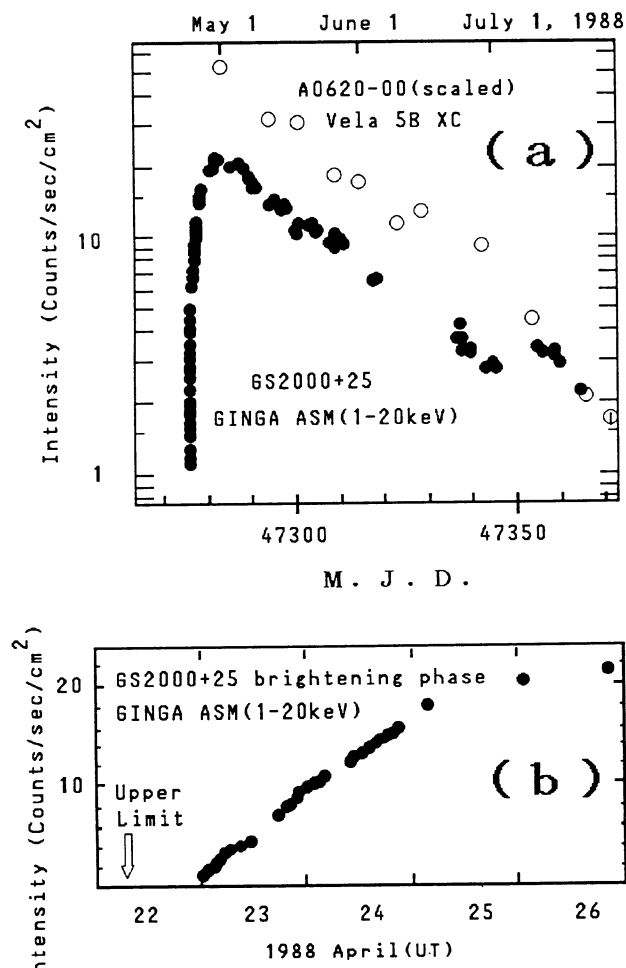 May 1 June 1 July 1, 1988
A0620-00(scaled)
Vela 5B XC
(a)
Intensity (Counts/sec/cm2)
10
1
GS2000+25
GINGA ASM(1-20keV)
47300 47350
M. J. D.
GS2000+25 brightening phase
GINGA ASM(1-20keV)
(b)
Upper
Limit
ntensity (Counts/sec/cm2)
20
10
22 23 24 25 26
1988 April(UT)